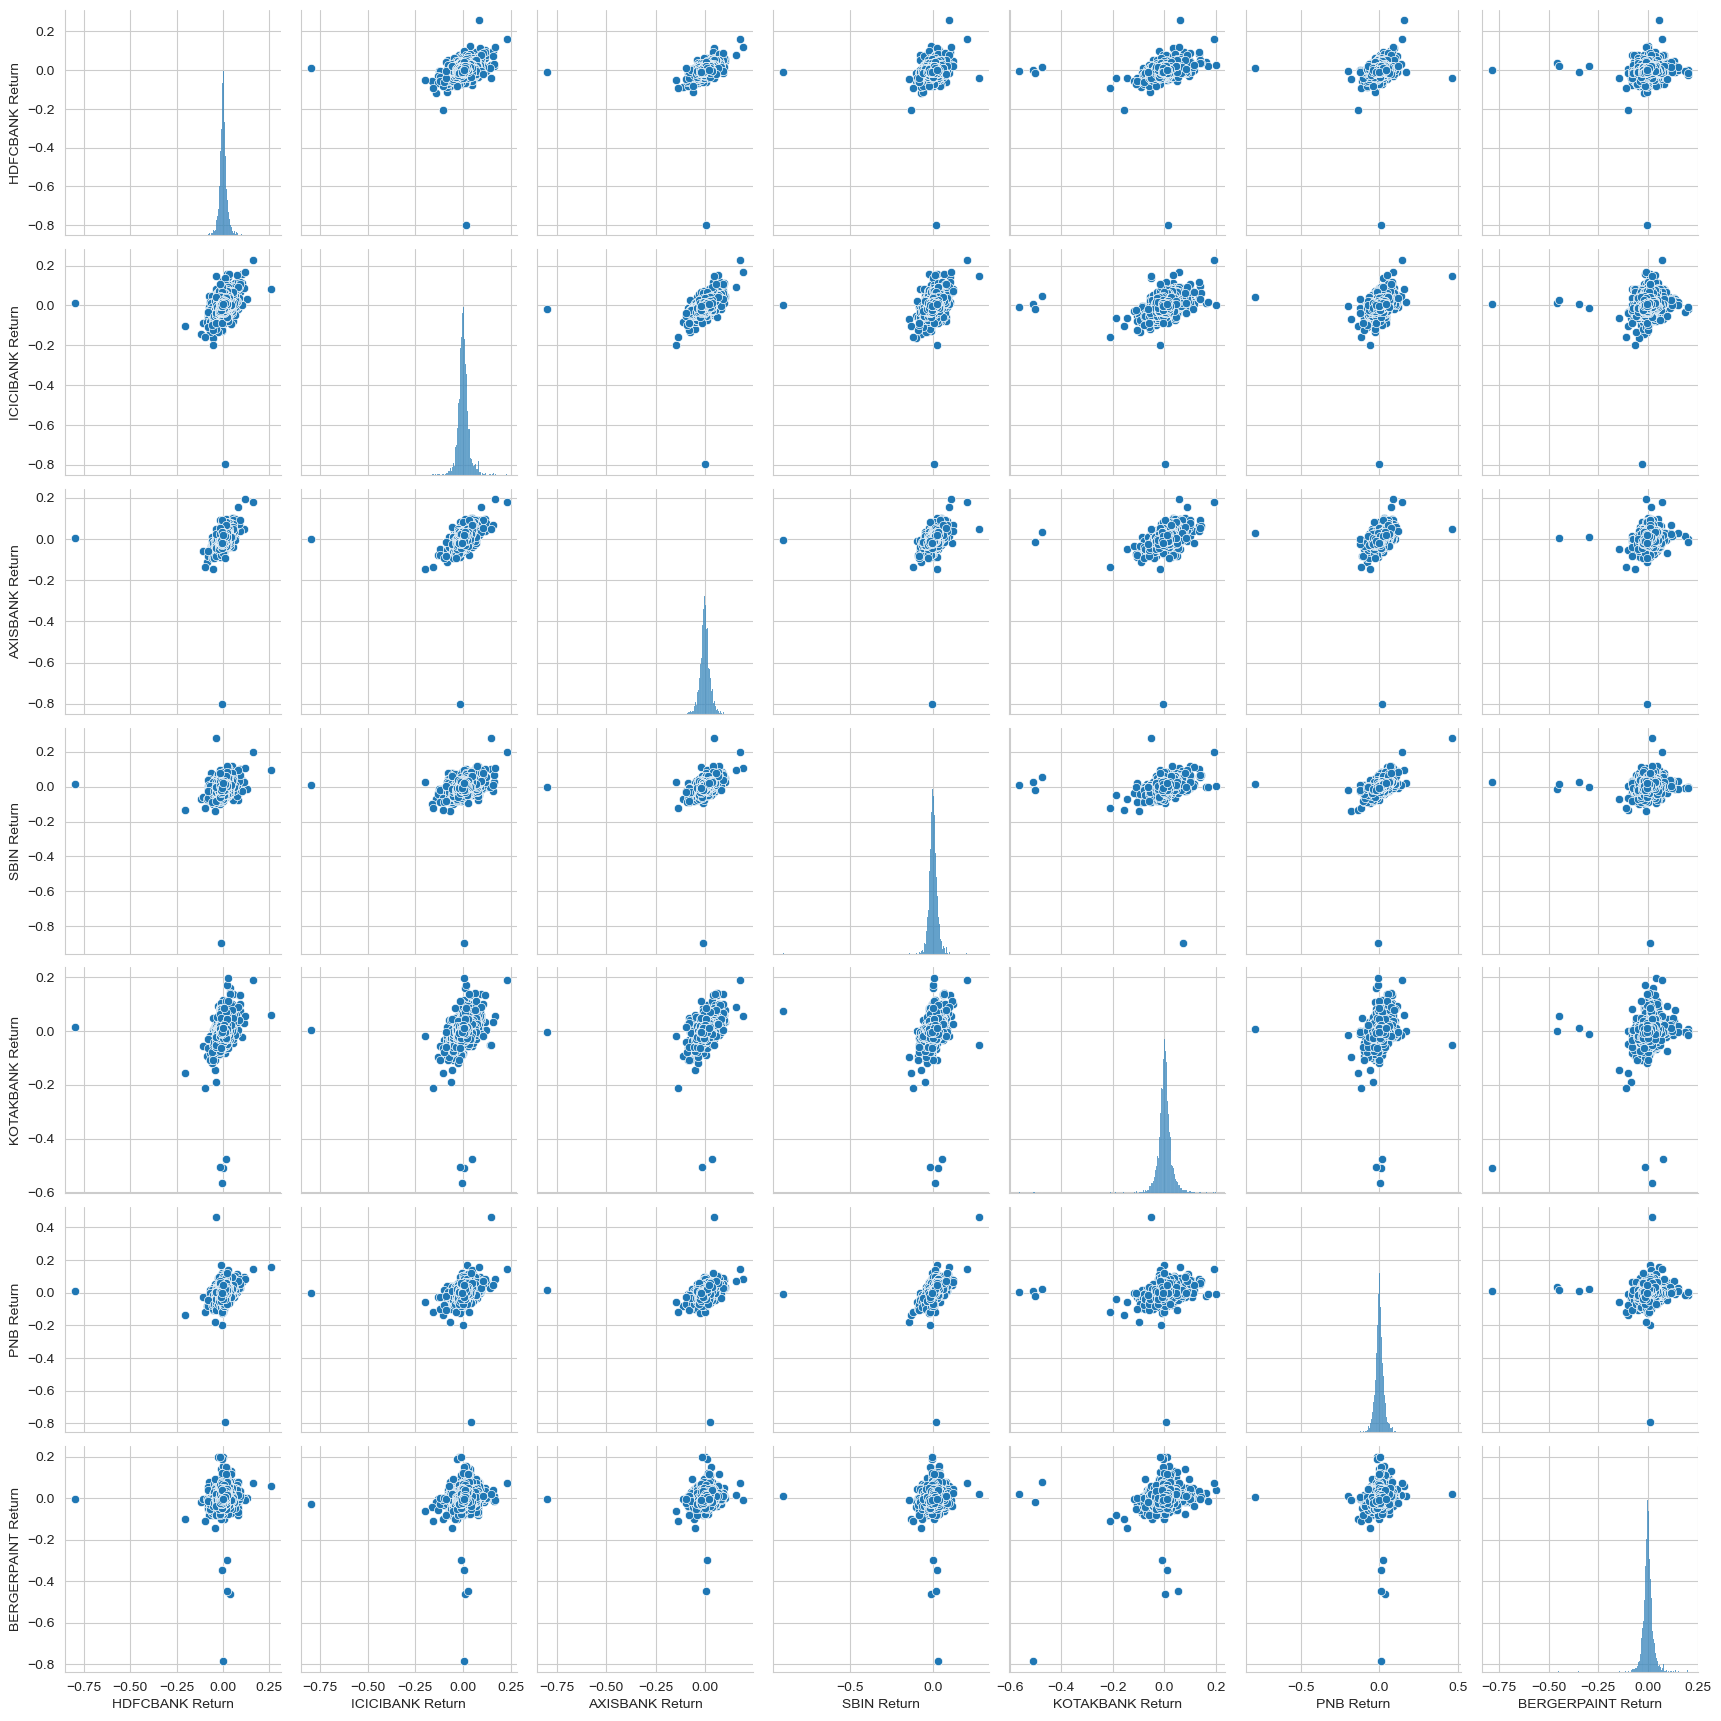 HDFCBANK Return
0.2
0.0
−0.2
−0.4
−0.6
−0.8
ICICIBANK Return
0.2
0.0
−0.2
−0.4
−0.6
−0.8
AXISBANK Return
0.2
0.0
−0.2
−0.4
−0.6
−0.8
SBIN Return
0.2
0.0
−0.2
−0.4
−0.6
−0.8
KOTAKBANK Return
0.2
0.0
−0.2
−0.4
−0.6
PNB Return
0.4
0.2
0.0
−0.2
−0.4
−0.6
−0.8
BERGERPAINT Return
0.2
0.0
−0.2
−0.4
−0.6
−0.8
−0.75 −0.50 −0.25 0.00 0.25
HDFCBANK Return
−0.75 −0.50 −0.25 0.00 0.25
ICICIBANK Return
−0.75 −0.50 −0.25 0.00
AXISBANK Return
−0.5 0.0
SBIN Return
−0.6 −0.4 −0.2 0.0 0.2
KOTAKBANK Return
−0.5 0.0 0.5
PNB Return
−0.75 −0.50 −0.25 0.00 0.25
BERGERPAINT Return